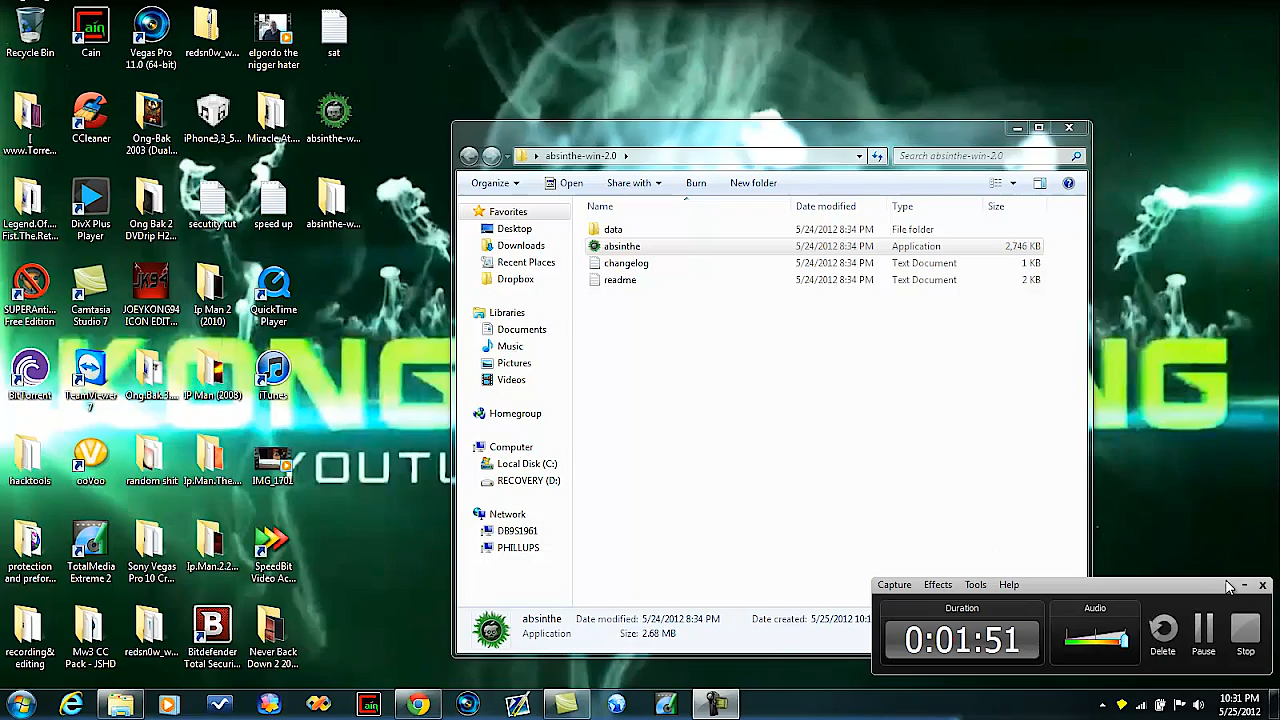 Recycle Bin
Cain
Vegas Pro
11.0 (64-bit)
redsn0w_w...
elgordo the
nigger hater
sat
www.Torre...
CCleaner
Ong-Bak
2003 (Dual...
iPhone3,3_5...
Miracle.At...
absinthe-w...
Legend.Of...
Fist.The.Ret...
DivX Plus
Player
Ong Bak 2
DVDrip H2...
secutity tut
speed up
absinthe-w...
SUPERAnti...
Free Edition
Camtasia
Studio 7
JOEYKONG94
ICON EDIT...
Ip Man 2
(2010)
QuickTime
Player
BitTorrent
TeamViewer
7
Ong.Bak.3....
IP Man (2008)
iTunes
hacktools
ooVoo
random shit
Ip.Man.The...
IMG_1701
protection
and prefor...
TotalMedia
Extreme 2
Sony Vegas
Pro 10 Cr...
Ip.Man.2.2...
SpeedBit
Video Ac...
recording&
editing
Mw3 CC
Pack - JSHD
redsn0w_w...
Bitdefender
Total Securi...
Never Back
Down 2 20...
KONG
NG
YOUTU
absinthe-win-2.0
Search absinthe-win-2.0
Organize Open Share with Burn New folder
Name Date modified Type Size
Favorites
Desktop
Downloads
Recent Places
Dropbox
Libraries
Documents
Music
Pictures
Videos
Homegroup
Computer
Local Disk (C:)
RECOVERY (D:)
Network
DB9S1961
PHILLUPS
data 5/24/2012 8:34 PM File folder
absinthe 5/24/2012 8:34 PM Application 2,746 KB
changelog 5/24/2012 8:34 PM Text Document 1 KB
readme 5/24/2012 8:34 PM Text Document 2 KB
absinthe Date modified: 5/24/2012 8:34 PM Date created: 5/25/2012 10:1
Application Size: 2.68 MB
Capture Effects Tools Help
Duration
0:01:51
Audio
Delete Pause Stop
Cain
10:31 PM
5/25/2012